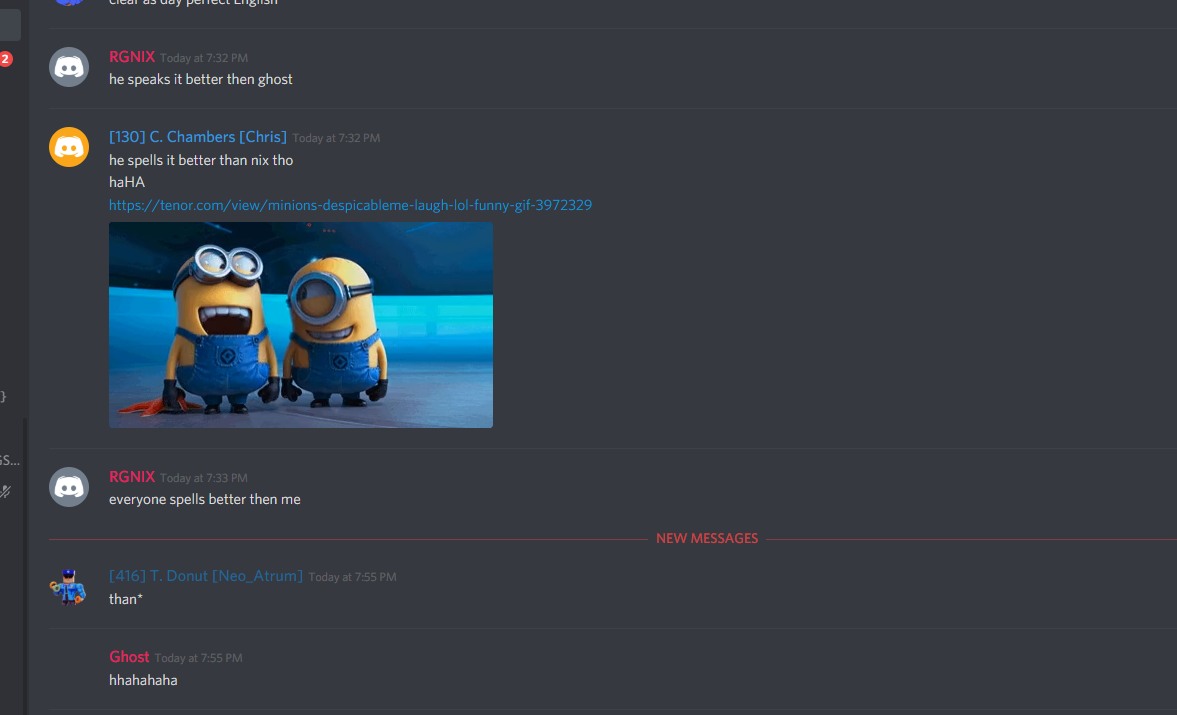 clear as day perfect English
2
RGNIX Today at 7:32 PM
he speaks it better then ghost
[130] C. Chambers [Chris] Today at 7:32 PM
he spells it better than nix tho
haHA
https://tenor.com/view/minions-despicableme-laugh-lol-funny-gif-3972329
}
GS...
RGNIX Today at 7:33 PM
everyone spells better then me
NEW MESSAGES
[416] T. Donut [Neo_Atrum] Today at 7:55 PM
than*
Ghost Today at 7:55 PM
hhahahaha